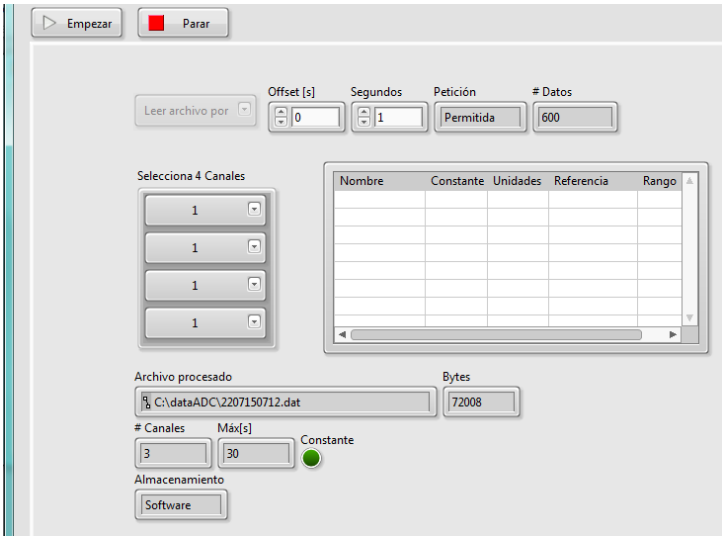 Empezar Parar
Offset [s] Segundos Petición # Datos
Leer archivo por 0 1 Permitida 600
Selecciona 4 Canales
Nombre Constante Unidades Referencia Rango
1
1
1
1
Archivo procesado Bytes
C:\dataADC\2207150712.dat 72008
# Canales Máx[s]
Constante
3 30
Almacenamiento
Software